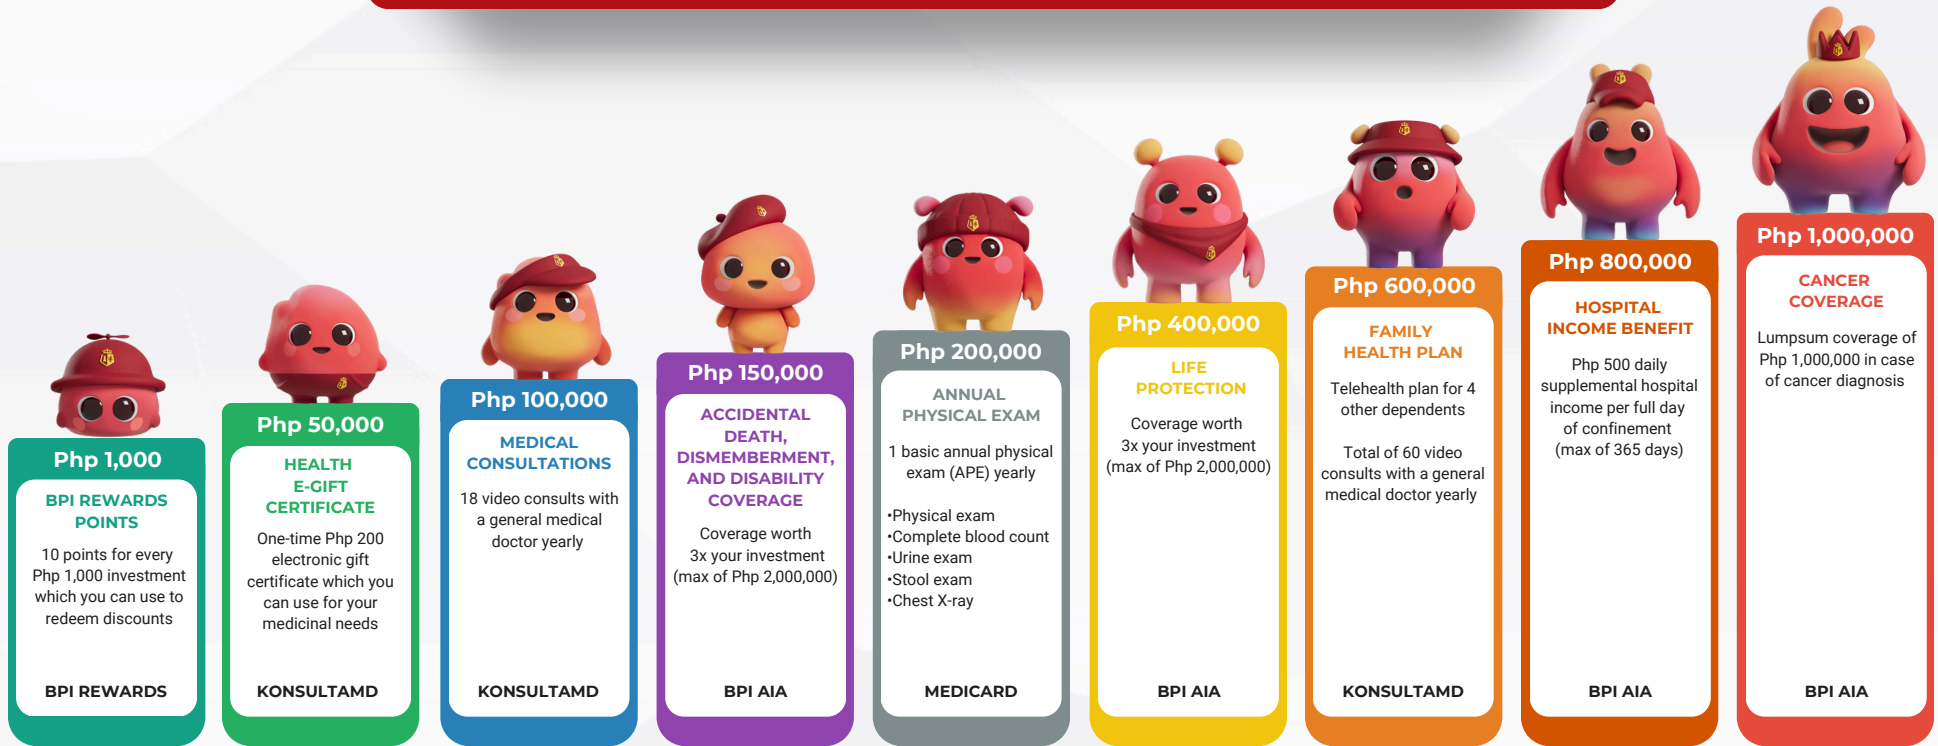 Php 1,000
BPI REWARDS
POINTS
10 points for every
Php 1,000 investment
which you can use to
redeem discounts
BPI REWARDS
Php 50,000
HEALTH
E-GIFT
CERTIFICATE
One-time Php 200
electronic gift
certificate which you
can use for your
medicinal needs
KONSULTAMD
Php 100,000
MEDICAL
CONSULTATIONS
18 video consults with
a general medical
doctor yearly
KONSULTAMD
Php 150,000
ACCIDENTAL
DEATH,
DISMEMBERMENT,
AND DISABILITY
COVERAGE
Coverage worth
3x your investment
(max of Php 2,000,000)
BPI AIA
Php 200,000
ANNUAL
PHYSICAL EXAM
1 basic annual physical
exam (APE) yearly
•Physical exam
•Complete blood count
•Urine exam
•Stool exam
•Chest X-ray
MEDICARD
Php 400,000
LIFE
PROTECTION
Coverage worth
3x your investment
(max of Php 2,000,000)
BPI AIA
Php 600,000
FAMILY
HEALTH PLAN
Telehealth plan for 4
other dependents
Total of 60 video
consults with a general
medical doctor yearly
KONSULTAMD
Php 800,000
HOSPITAL
INCOME BENEFIT
Php 500 daily
supplemental hospital
income per full day
of confinement
(max of 365 days)
BPI AIA
Php 1,000,000
CANCER
COVERAGE
Lumpsum coverage of
Php 1,000,000 in case
of cancer diagnosis
BPI AIA